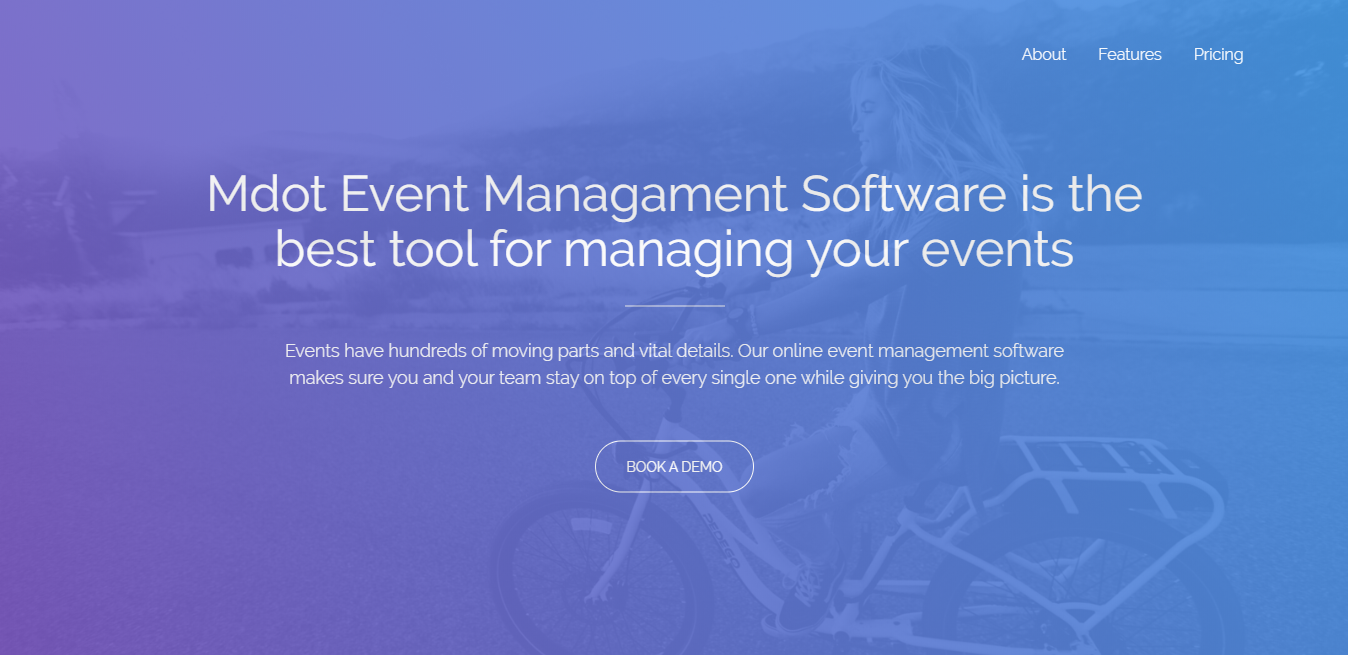 About Features Pricing
Mdot Event Managament Software is the
best tool for managing your events
Events have hundreds of moving parts and vital details. Our online event management software
makes sure you and your team stay on top of every single one while giving you the big picture.
BOOK A DEMO